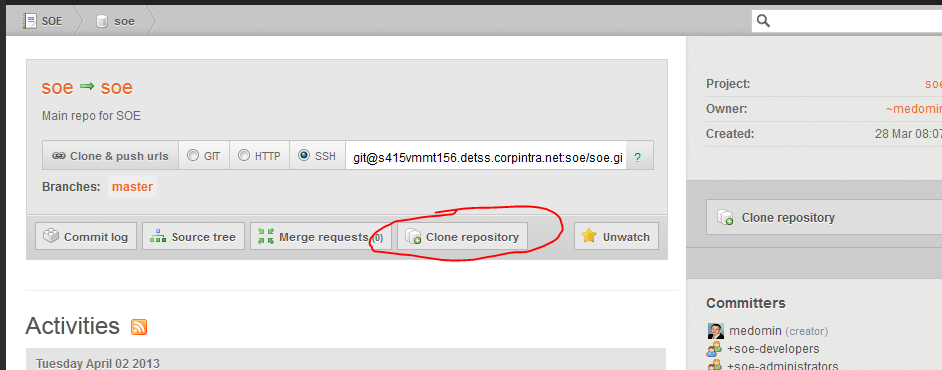 SOE soe
soe soe
Main repo for SOE
Clone & push urls GIT HTTP SSH git@s415vmmt156.detss.corpintra.net:soe/soe.gi ?
Branches: master
Commit log Source tree Merge requests (0) Clone repository Unwatch
Activities
Tuesday April 02 2013
Project: soe
Owner: ~medomin
Created: 28 Mar 08:07
Clone repository
Committers
medomin (creator)
+soe-developers
+soe-administrators